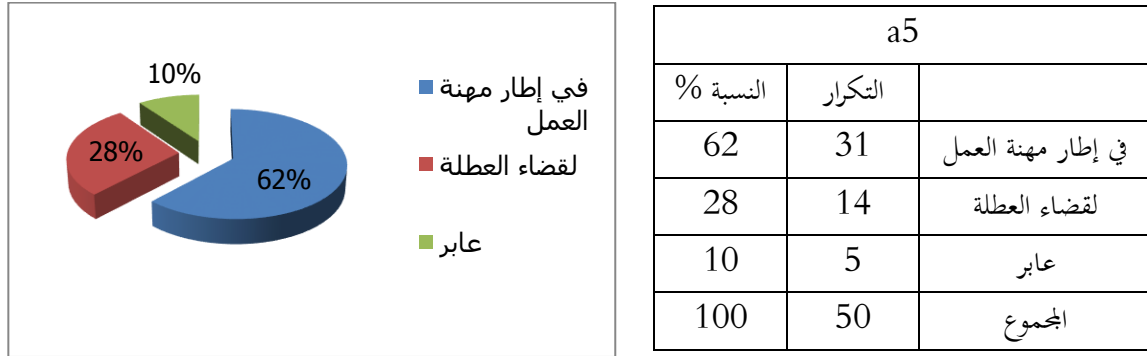 10%
28%
62%
في إطار مهنة
العمل
لقضاء العطلة
عابر
a5
التكرار النسبة %
في إطار مهنة العمل 31 62
لقضاء العطلة 14 28
عابر 5 10
المجموع 50 100